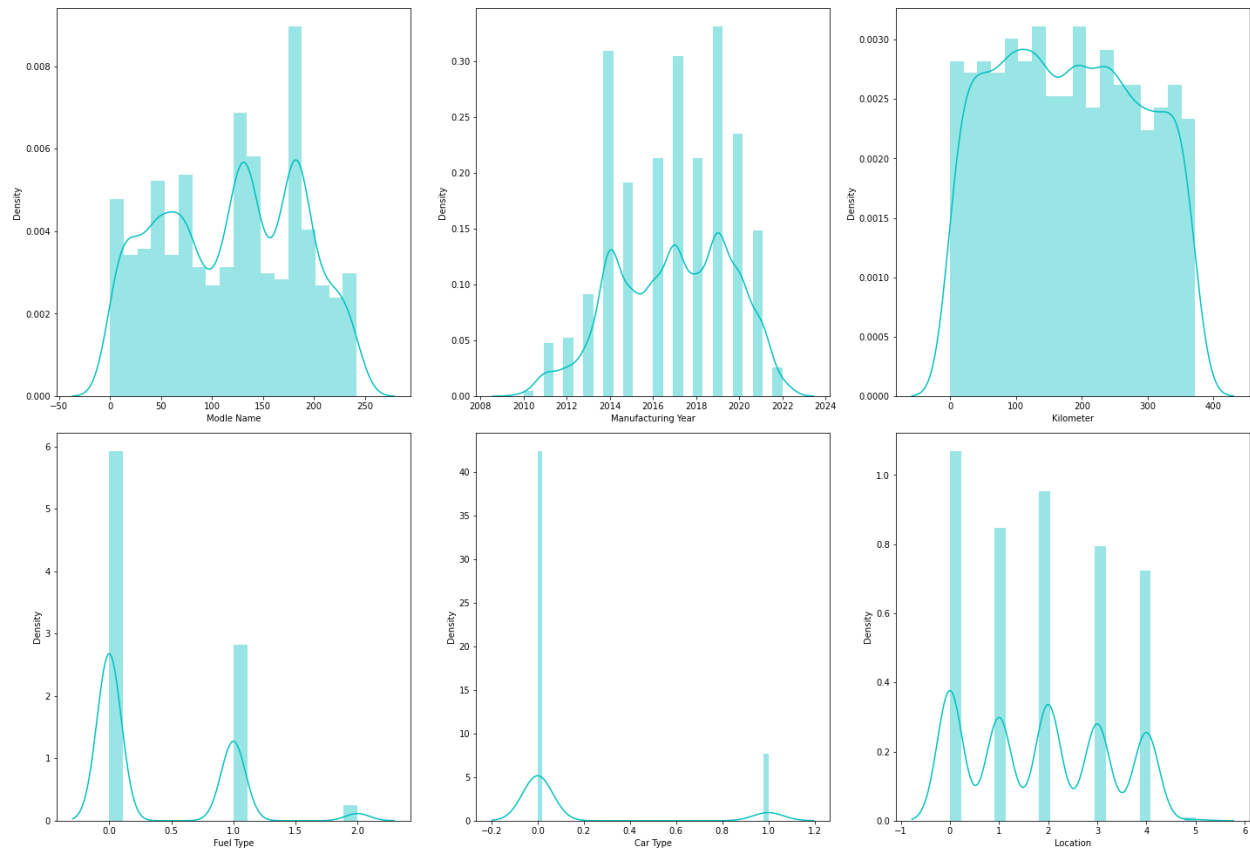 Density
0.008
0.006
0.004
0.002
0.000
−50 0 50 100 150 200 250
Modle Name
Density
0.30
0.25
0.20
0.15
0.10
0.05
0.00
2008 2010 2012 2014 2016 2018 2020 2022 2024
Manufacturing Year
Density
0.0030
0.0025
0.0020
0.0015
0.0010
0.0005
0.0000
0 100 200 300 400
Kilometer
Density
6
5
4
3
2
1
0
0.0 0.5 1.0 1.5 2.0
Fuel Type
Density
40
35
30
25
20
15
10
5
0
−0.2 0.0 0.2 0.4 0.6 0.8 1.0 1.2
Car Type
Density
1.0
0.8
0.6
0.4
0.2
0.0
−1 0 1 2 3 4 5 6
Location